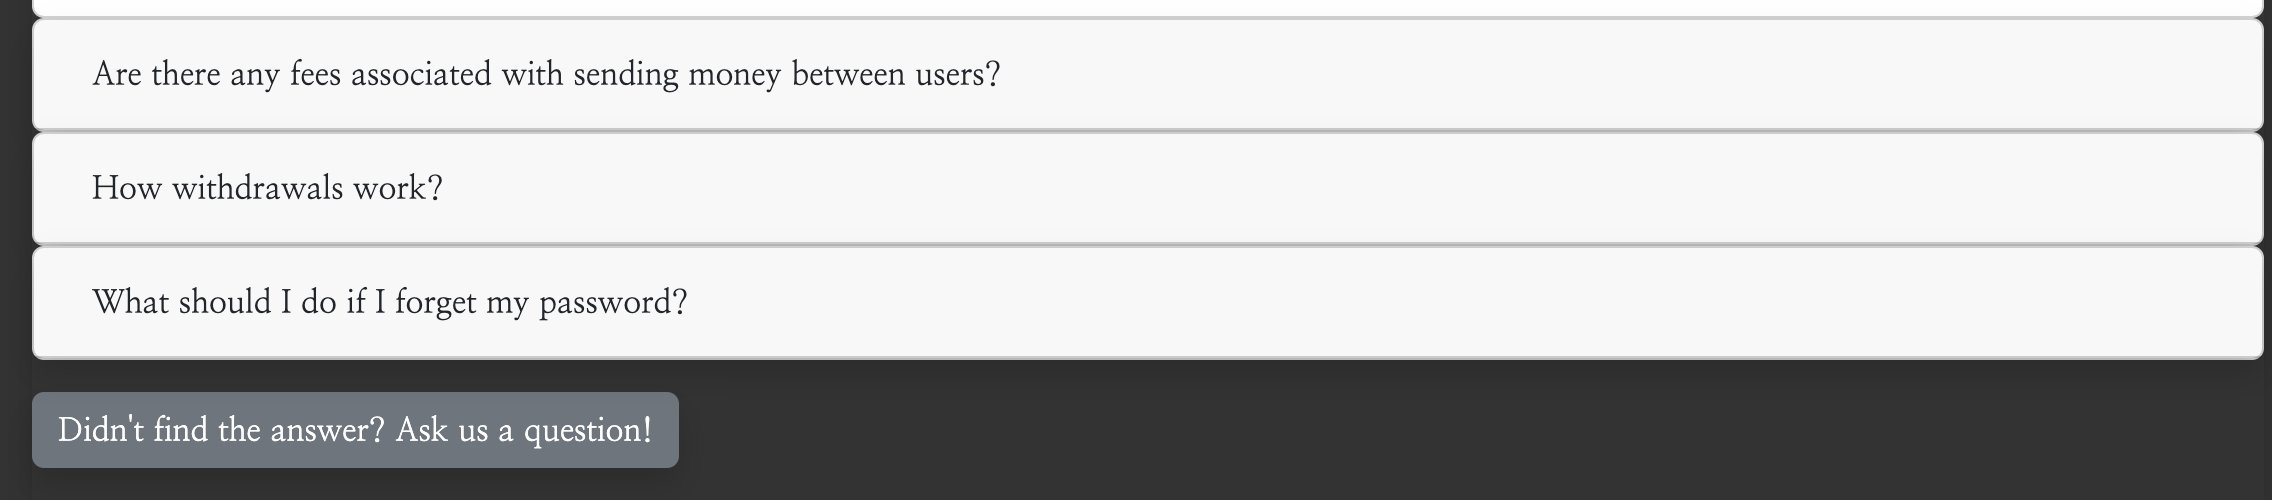 Are there any fees associated with sending money between users?
How withdrawals work?
What should I do if I forget my password?
Didn't find the answer? Ask us a question!